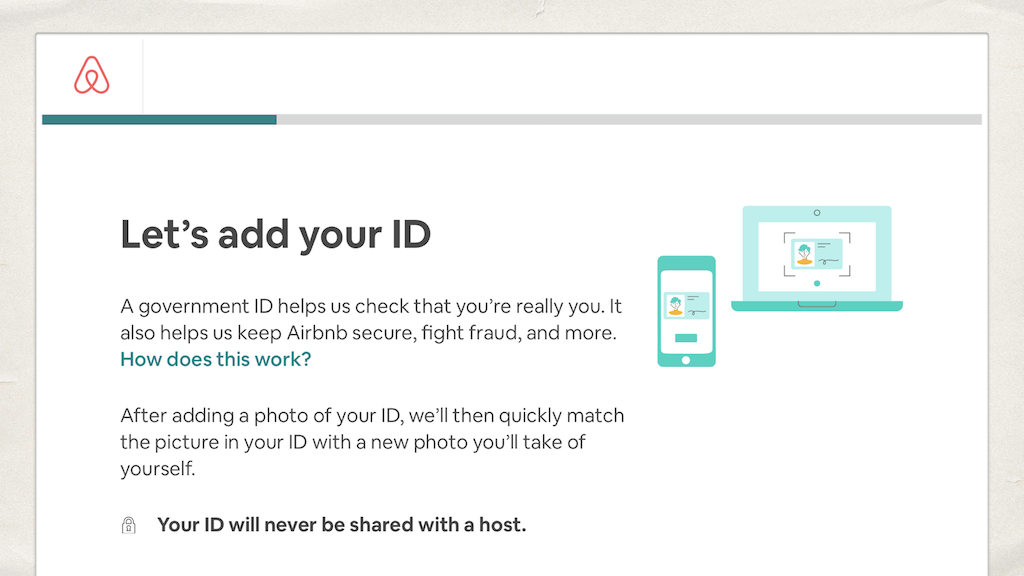 Let’s add your ID
A government ID helps us check that you’re really you. It
also helps us keep Airbnb secure, fight fraud, and more.
How does this work?
After adding a photo of your ID, we’ll then quickly match
the picture in your ID with a new photo you’ll take of
yourself.
Your ID will never be shared with a host.